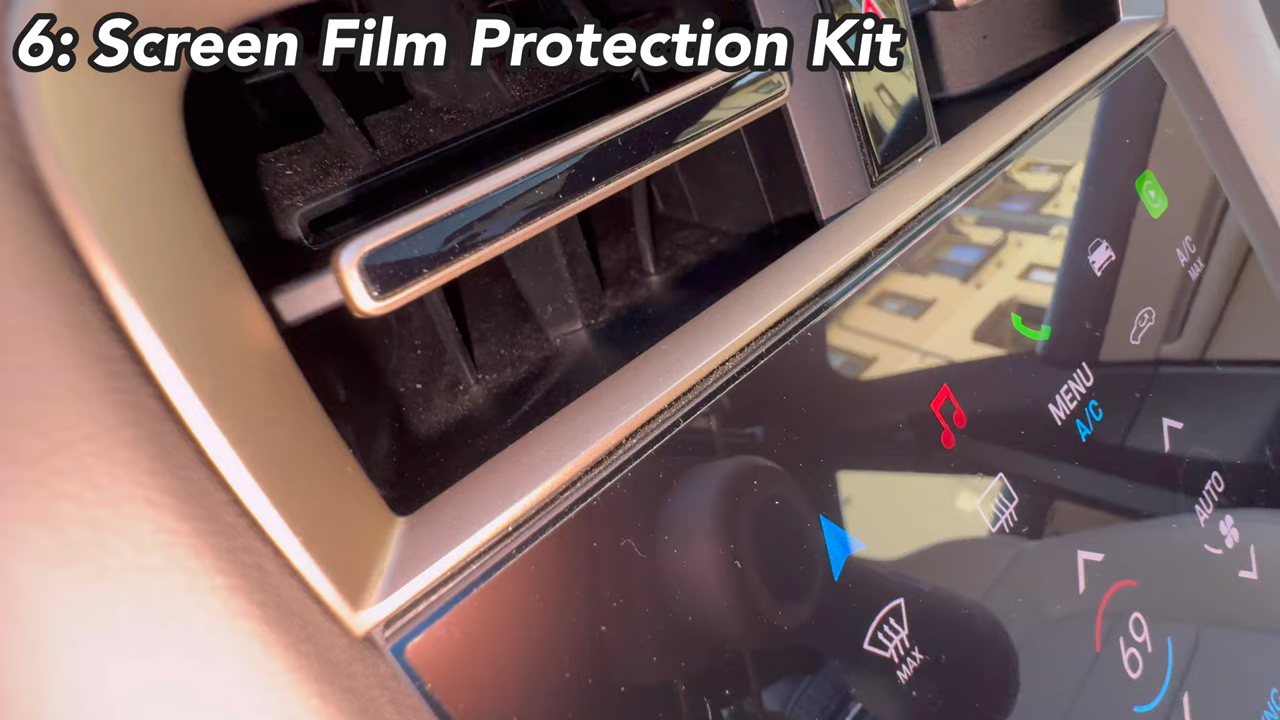 6: Screen Film Protection Kit
A/C
MAX
MENU
A/C
AUTO
MAX
69